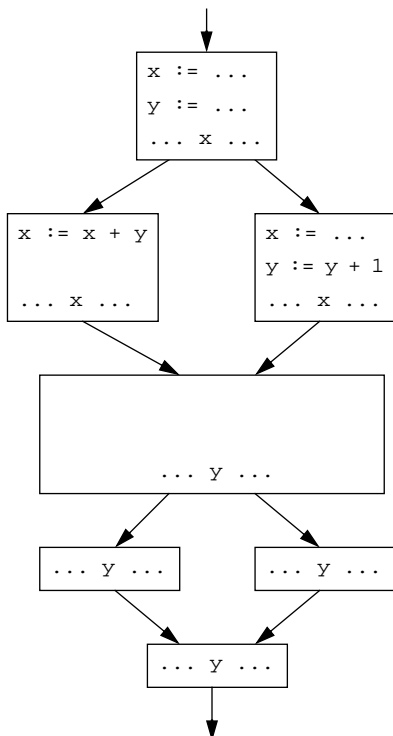 x := ...
y := ...
... x ...
x := x + y
... x ...
x := ...
y := y + 1
... x ...
... y ...
... y ...
... y ...
... y ...